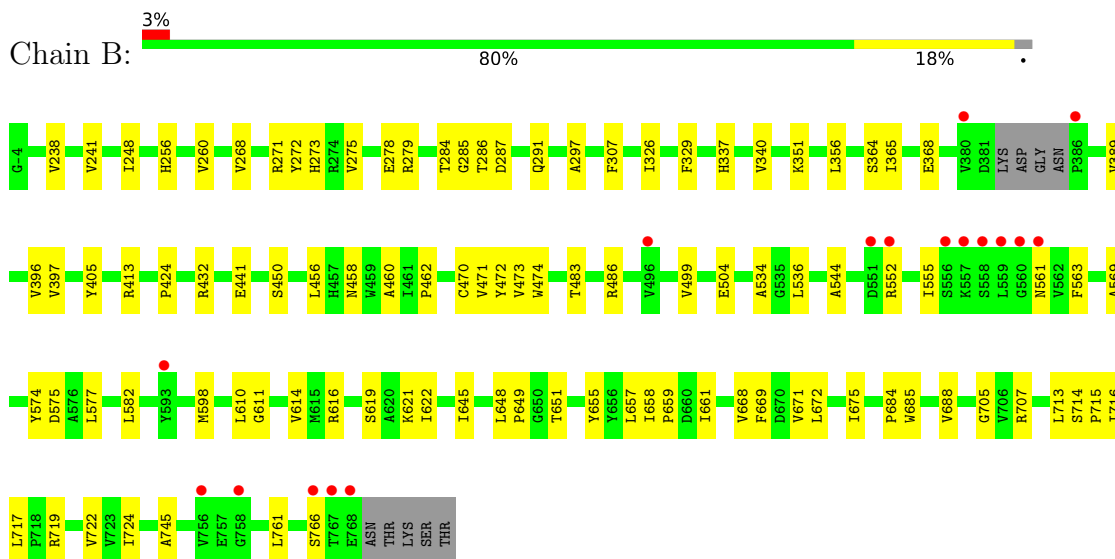 3%
Chain B:
80% 18% •
G-4 V238 V241 I248 H256 V260 V268 R271 Y272 H273 R274 V275 E278 R279 T284 G285 T286 D287 Q291 A297 F307 I326 F329 H337 V340 K351 L356 S364 I365 E368 V380 D381 LYS ASP GLY ASN P386 V389
V396 V397 Y405 R413 P424 R432 E441 S450 L456 H457 N458 W459 A460 I461 P462 C470 V471 Y472 V473 W474 T483 R486 V496 V499 E504 A534 G535 L536 A544 D551 R552 I555 S556 K557 S558 L559 G560 N561 V562 F563 A569
Y574 D575 A576 L577 L582 Y593 M598 L610 G611 V614 M615 R616 S619 A620 K621 I622 I645 L648 P649 G650 T651 Y655 Y656 L657 I658 P659 D660 I661 V668 F669 D670 V671 L672 I675 P684 W685 V688 G705 V706 R707 L713 S714 P715
L717 P718 R719 V722 V723 I724 A745 V756 E757 G758 L761 S766 T767 E768 ASN THR LYS SER THR